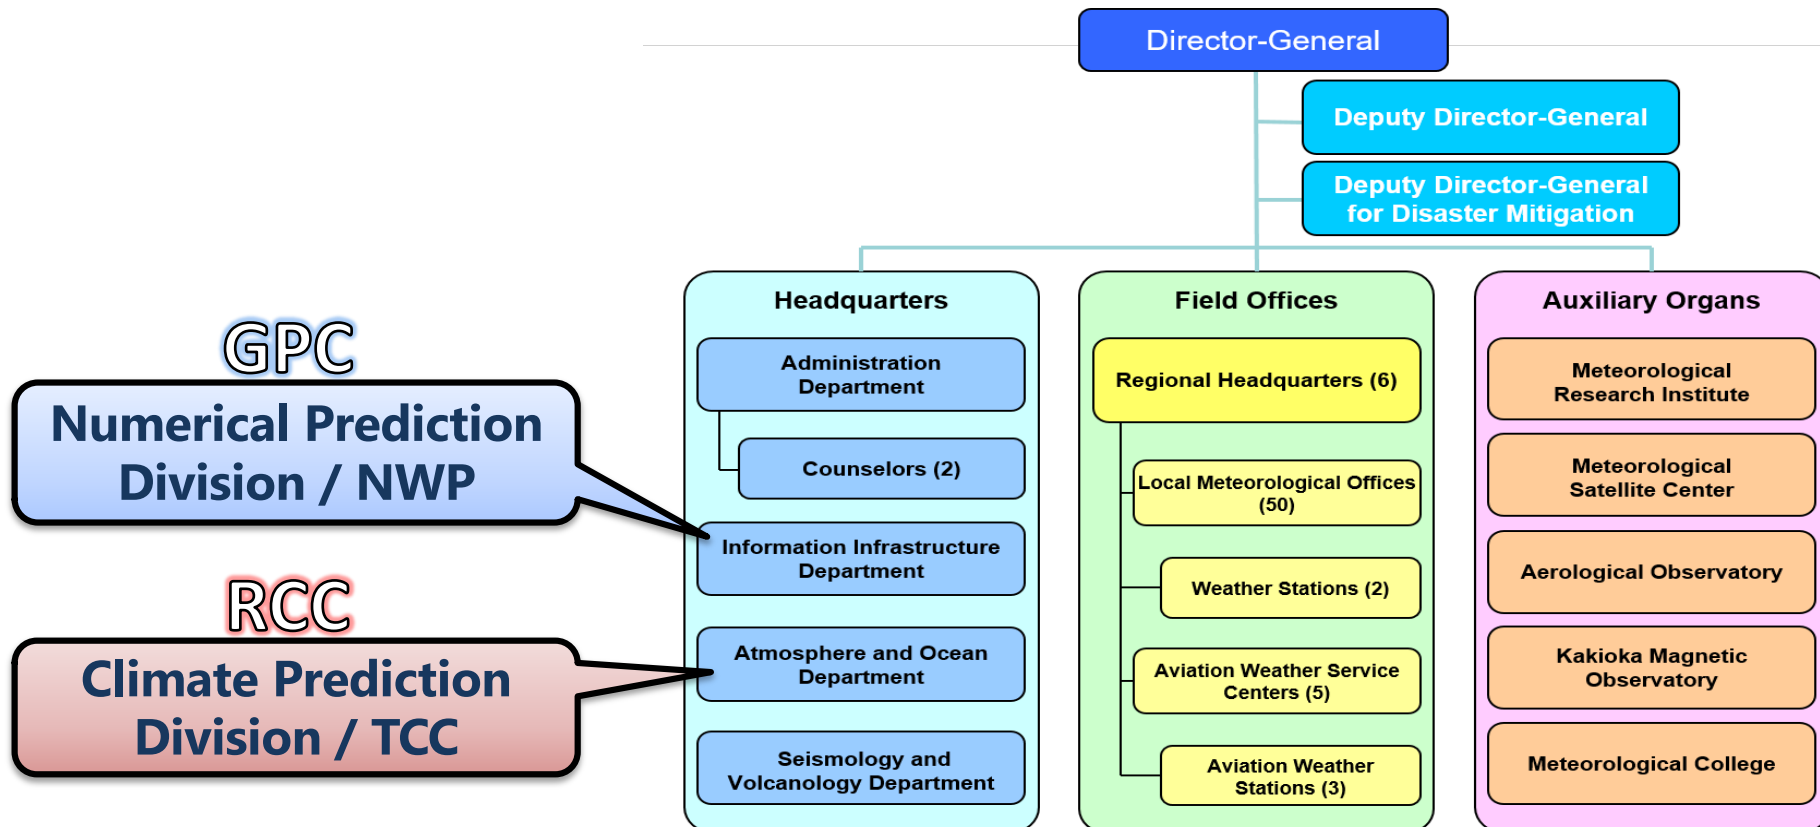 Director-General
Deputy Director-General
Deputy Director-General
for Disaster Mitigation
Headquarters
Administration
Department
Counselors (2)
Information Infrastructure
Department
Atmosphere and Ocean
Department
Seismology and
Volcanology Department
Field Offices
Regional Headquarters (6)
Local Meteorological Offices
(50)
Weather Stations (2)
Aviation Weather Service
Centers (5)
Aviation Weather
Stations (3)
Auxiliary Organs
Meteorological
Research Institute
Meteorological
Satellite Center
Aerological Observatory
Kakioka Magnetic
Observatory
Meteorological College
GPC
Numerical Prediction
Division / NWP
RCC
Climate Prediction
Division / TCC